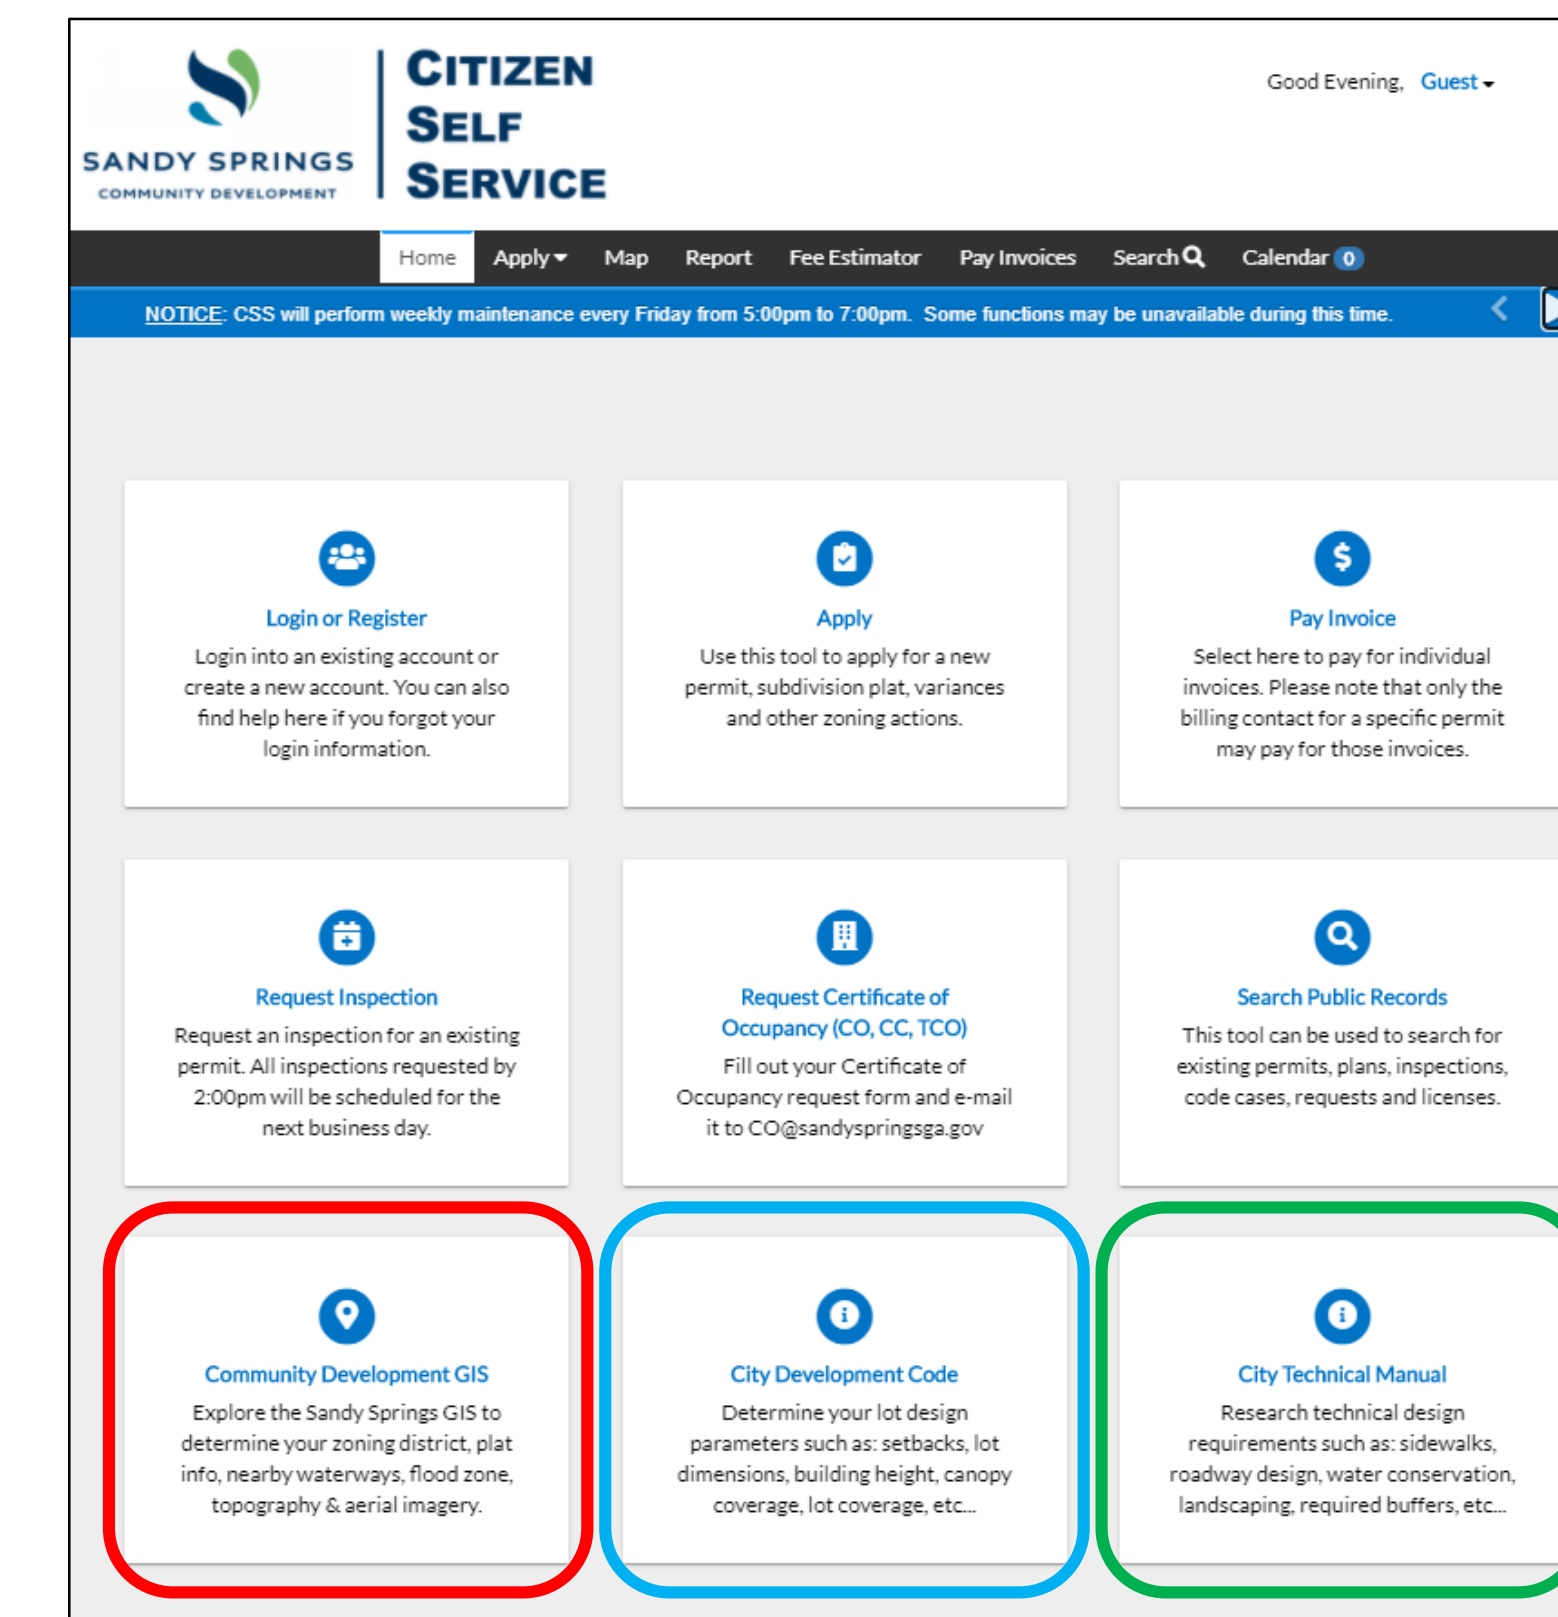 SANDY SPRINGS
COMMUNITY DEVELOPMENT
CITIZEN
SELF
SERVICE
Good Evening, Guest
Home Apply Map Report Fee Estimator Pay Invoices Search Calendar 0
NOTICE: CSS will perform weekly maintenance every Friday from 5:00pm to 7:00pm. Some functions may be unavailable during this time.
Login or Register
Login into an existing account or
create a new account. You can also
find help here if you forgot your
login information.
Apply
Use this tool to apply for a new
permit, subdivision plat, variances
and other zoning actions.
Pay Invoice
Select here to pay for individual
invoices. Please note that only the
billing contact for a specific permit
may pay for those invoices.
Request Inspection
Request an inspection for an existing
permit. All inspections requested by
2:00pm will be scheduled for the
next business day.
Request Certificate of
Occupancy (CO, CC, TCO)
Fill out your Certificate of
Occupancy request form and e-mail
it to CO@sandyspringsga.gov
Search Public Records
This tool can be used to search for
existing permits, plans, inspections,
code cases, requests and licenses.
Community Development GIS
Explore the Sandy Springs GIS to
determine your zoning district, plat
info, nearby waterways, flood zone,
topography & aerial imagery.
City Development Code
Determine your lot design
parameters such as: setbacks, lot
dimensions, building height, canopy
coverage, lot coverage, etc...
City Technical Manual
Research technical design
requirements such as: sidewalks,
roadway design, water conservation,
landscaping, required buffers, etc...